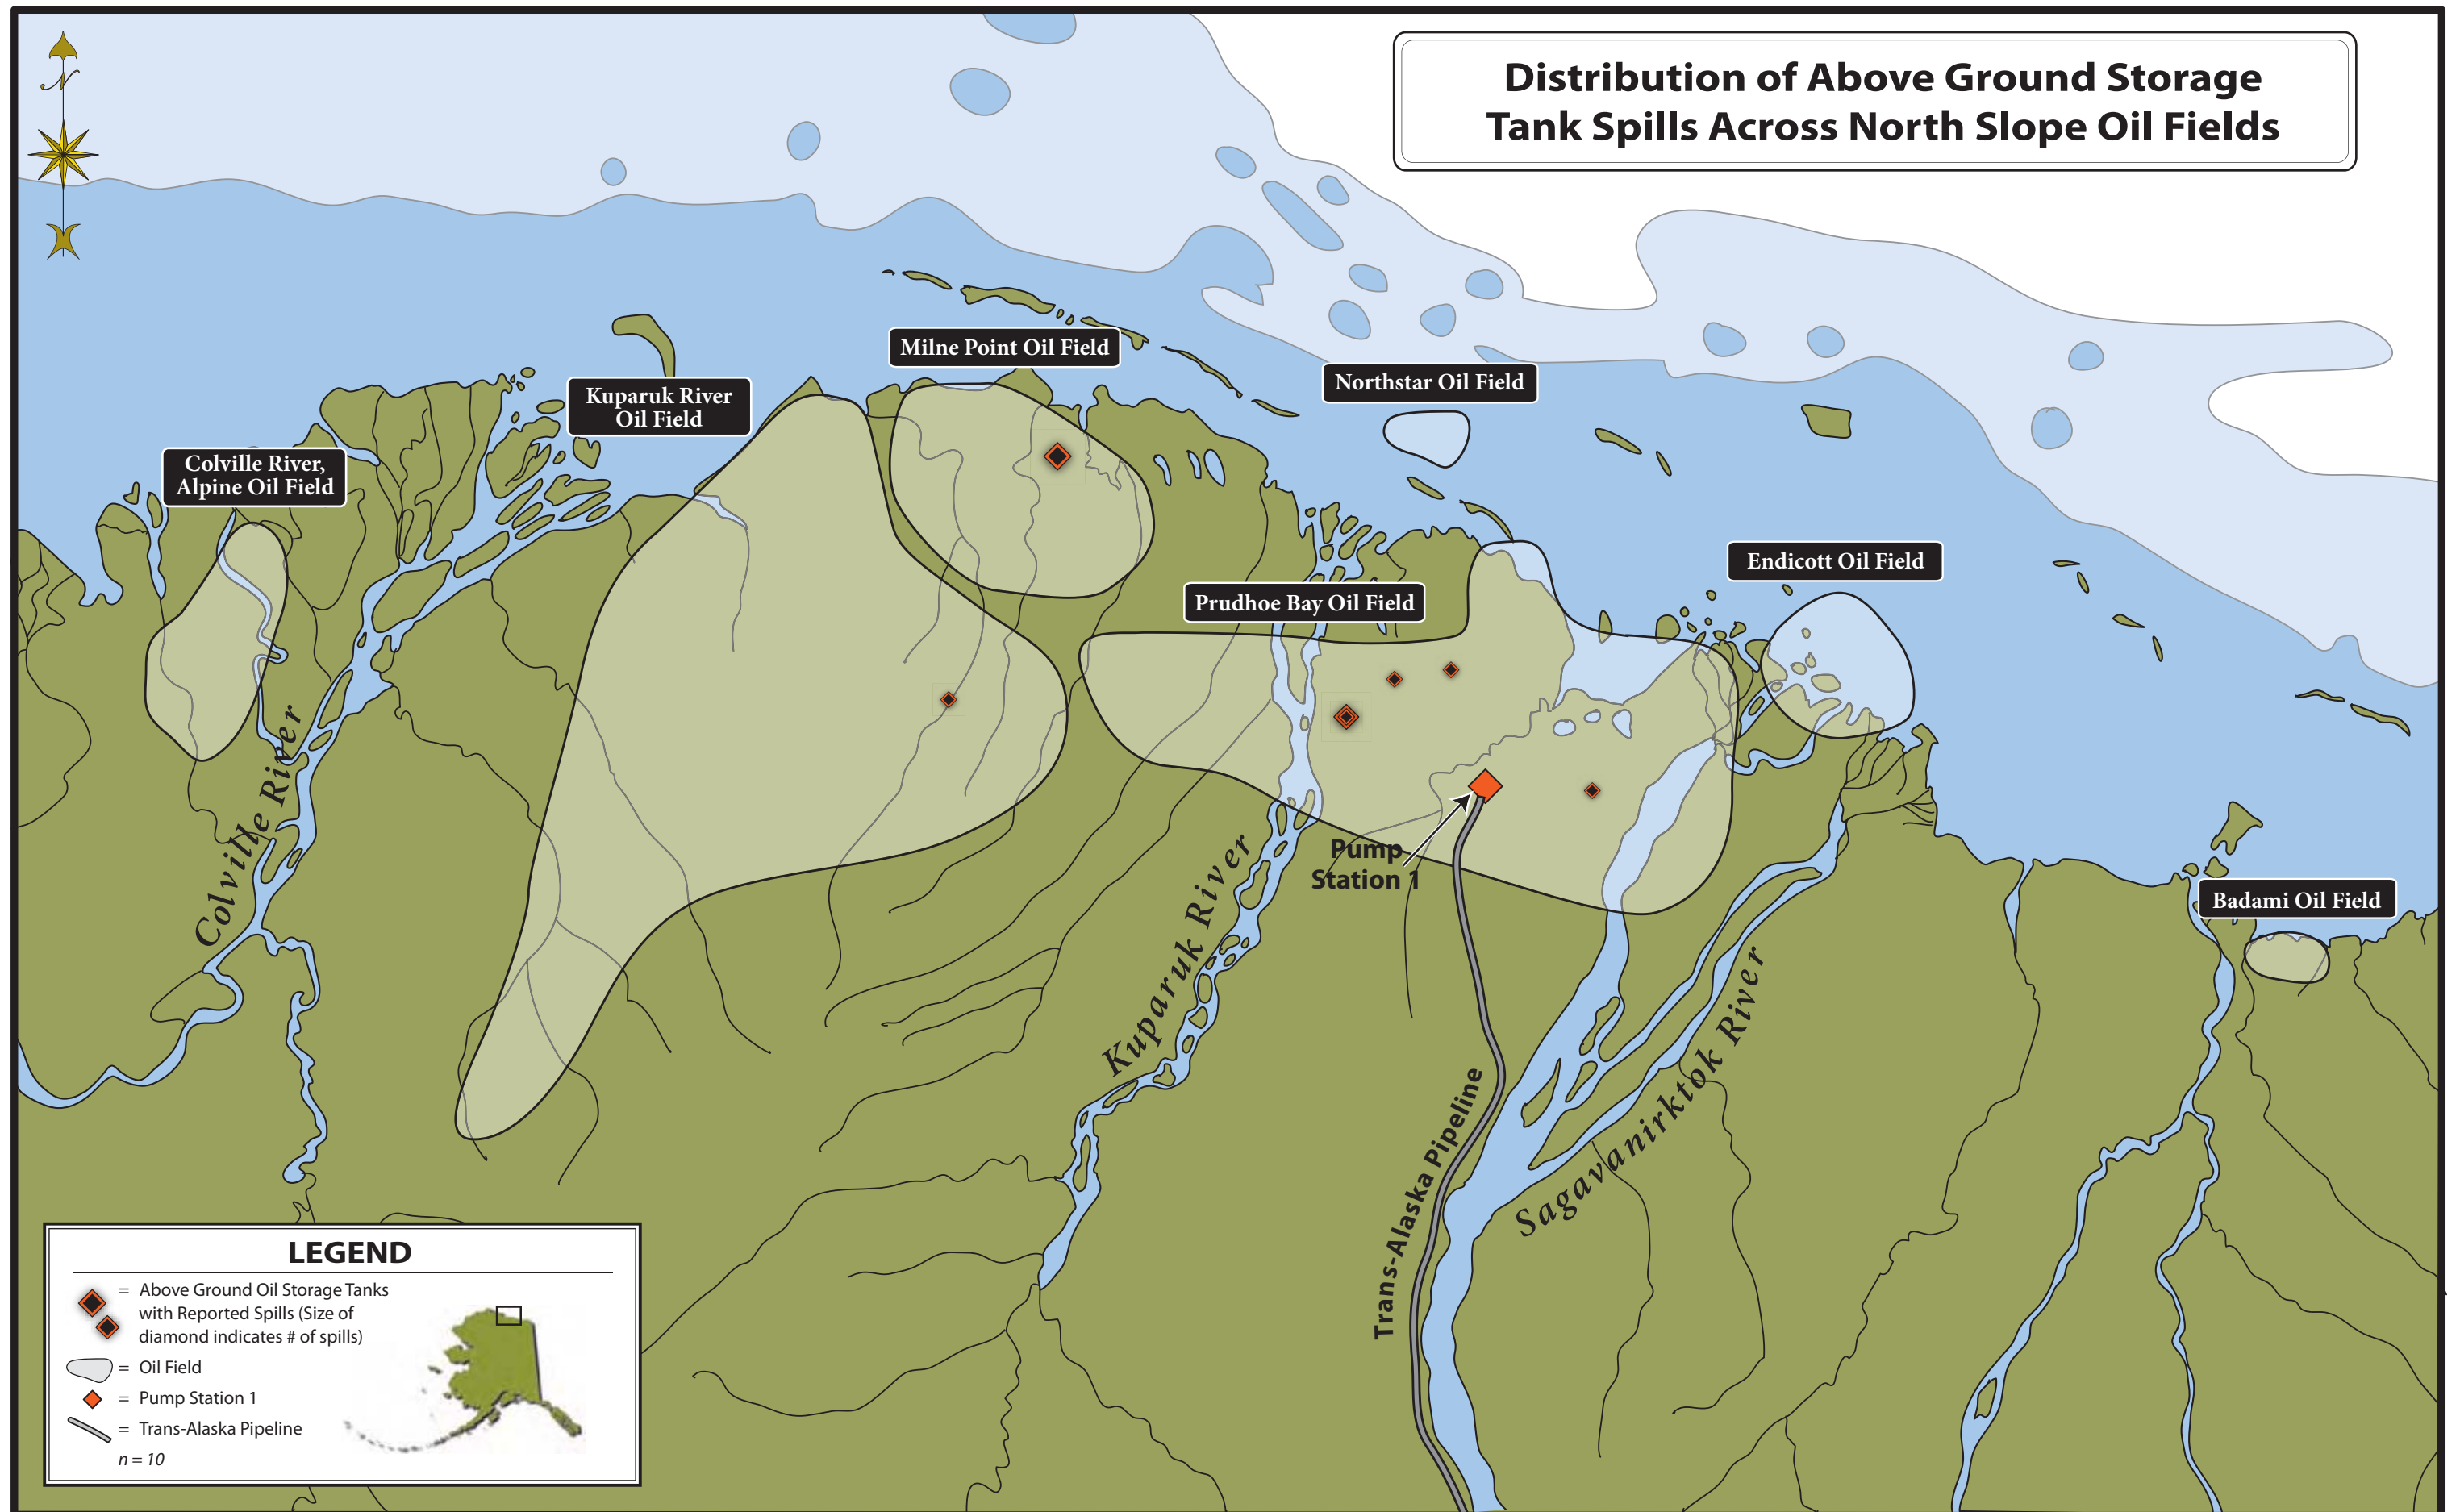 N
Distribution of Above Ground Storage
Tank Spills Across North Slope Oil Fields
Milne Point Oil Field
Northstar Oil Field
Kuparuk River
Oil Field
Colville River,
Alpine Oil Field
Endicott Oil Field
Prudhoe Bay Oil Field
Colville River
Kuparuk River
Pump
Station 1
Badami Oil Field
Sagavanirktok River
Trans-Alaska Pipeline
LEGEND
= Above Ground Oil Storage Tanks
with Reported Spills (Size of
diamond indicates # of spills)
= Oil Field
= Pump Station 1
= Trans-Alaska Pipeline
n = 10